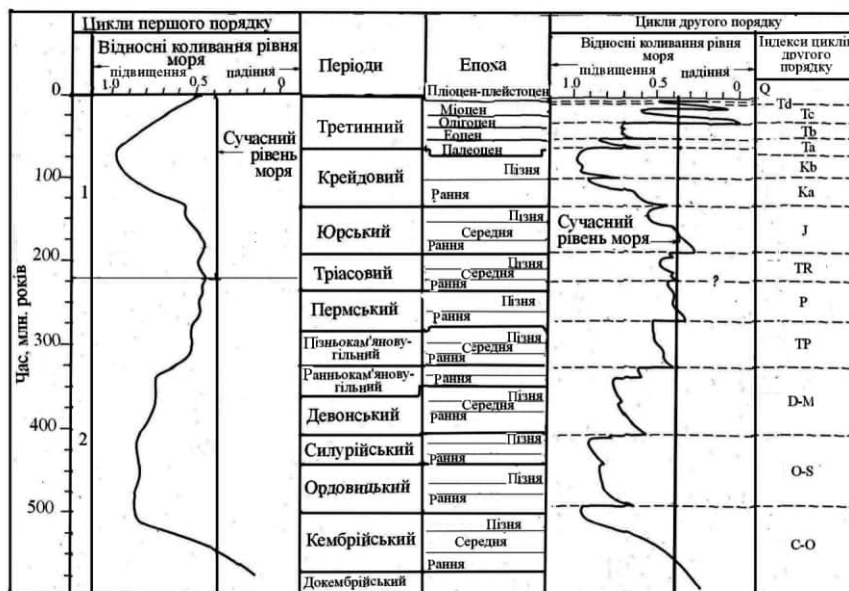 Цикли першого порядку
Відносні коливання рівня
моря
підвищення
падіння
1.0
0.5
0
Сучасний
рівень
моря
Час, млн. років
0
100
200
300
400
500
1
2
Періоди
Третинний
Крейдовий
Юрський
Тріасовий
Пермський
Пізньокам'янову-
гільний
Ранньокам'янову-
гільний
Девонський
Силурійський
Ордовицький
Кембрійський
Докембрійський
Епоха
Пліоцен-плейстоцен
Міоцен
Олігоцен
Еоцен
Палеоцен
Пізня
Рання
Пізня
Середня
Рання
Пізня
Середня
Рання
Пізня
Рання
Пізня
Середня
Рання
Пізня
Рання
Пізня
Середня
Рання
Пізня
Рання
Пізня
Рання
Пізня
Середня
Рання
Цикли другого порядку
Відносні коливання рівня
моря
підвищення
падіння
1.0
0.5
0
Сучасний
рівень моря
?
Індекси циклів
другого
порядку
Q
Td
Tc
Tb
Ta
Kb
Ka
J
TR
P
TP
D-M
O-S
C-O